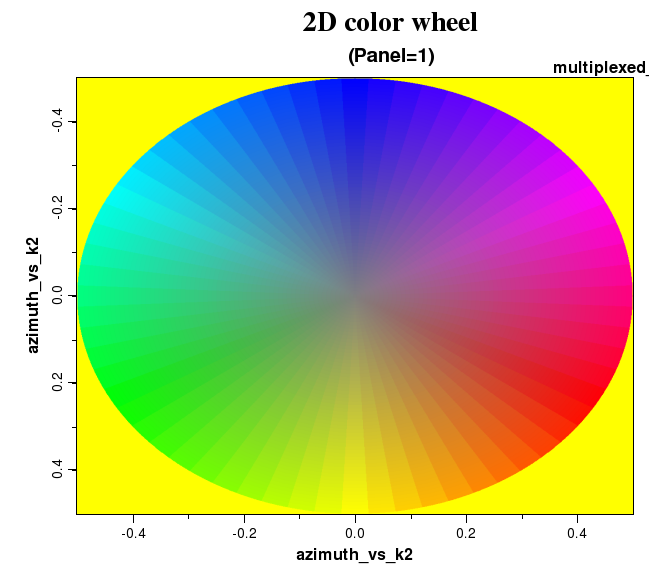 2D color wheel
(Panel=1)
multiplexed_
-0.4
-0.2
0.0
0.2
0.4
azimuth_vs_k2
-0.4
-0.2
0.0
0.2
0.4
azimuth_vs_k2